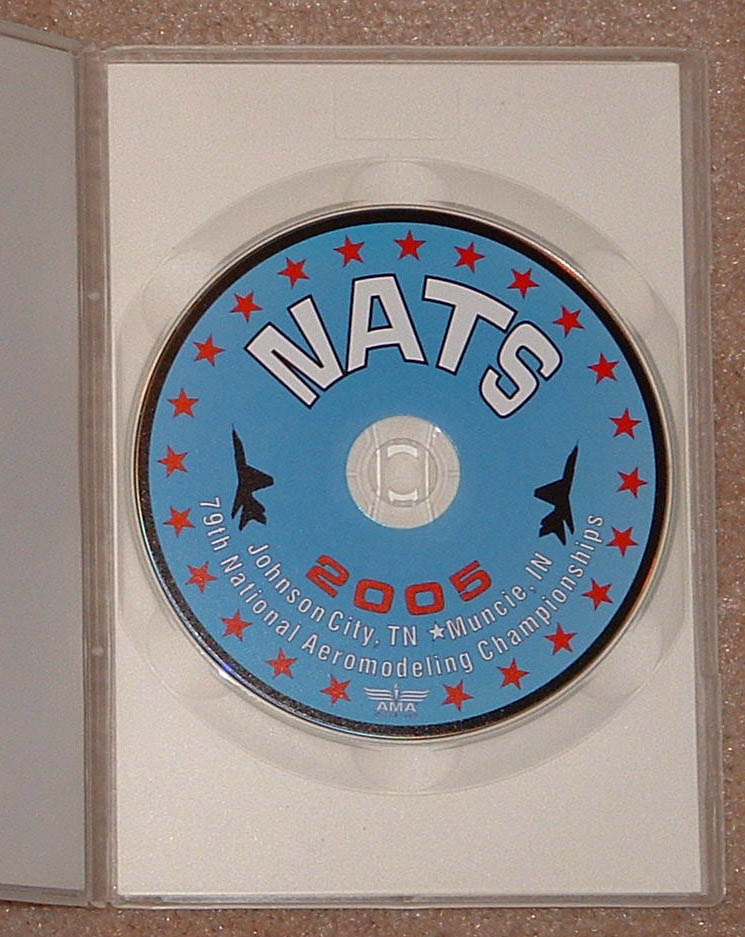 NATS
2005
Johnson City, TN ★ Muncie, IN
79th National Aeromodeling Championships
AMA